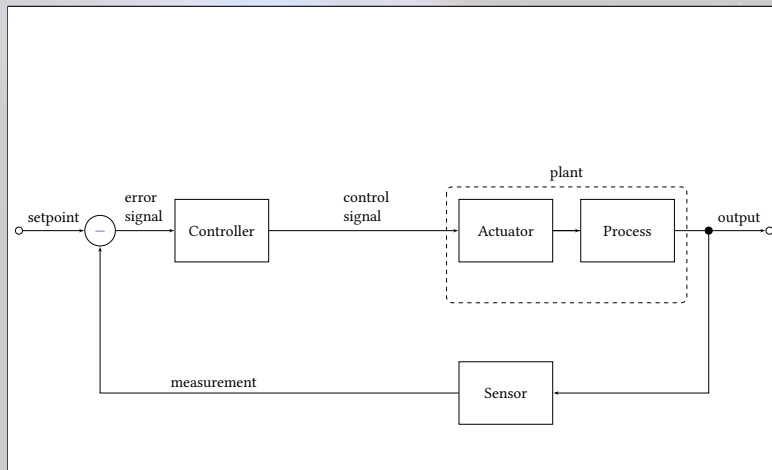 plant
error
signal
control
signal
setpoint
−
Controller
Actuator
Process
output
measurement
Sensor